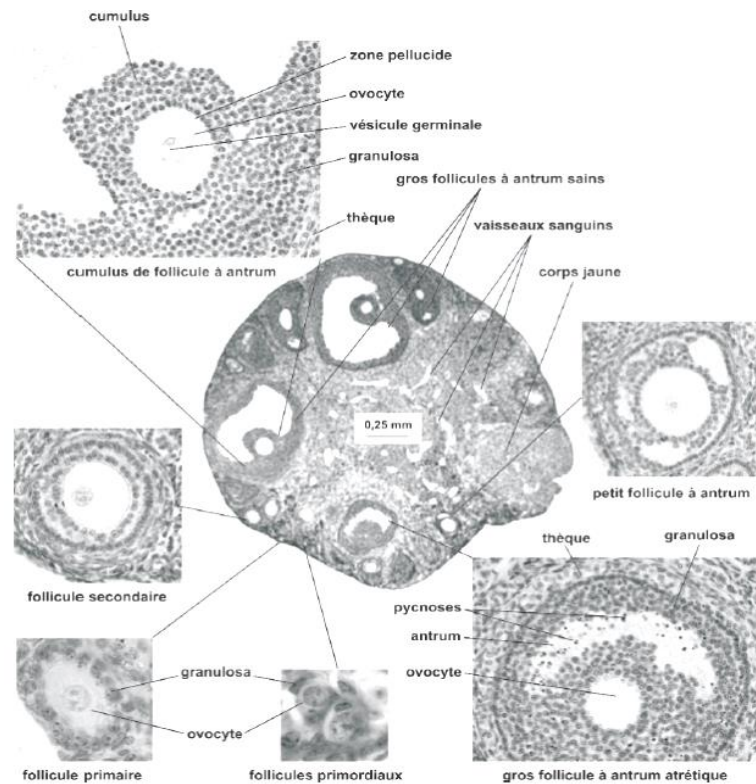 cumulus
zone pellucide
ovocyte
vésicule germinale
granulosa
gros follicules à antrum sains
thèque
vaisseaux sanguins
cumulus de follicule à antrum
corps jaune
0,25 mm
petit follicule à antrum
thèque
granulosa
follicule secondaire
pycnoses
antrum
granulosa
ovocyte
ovocyte
follicule primaire
follicules primordiaux
gros follicule à antrum atrétique